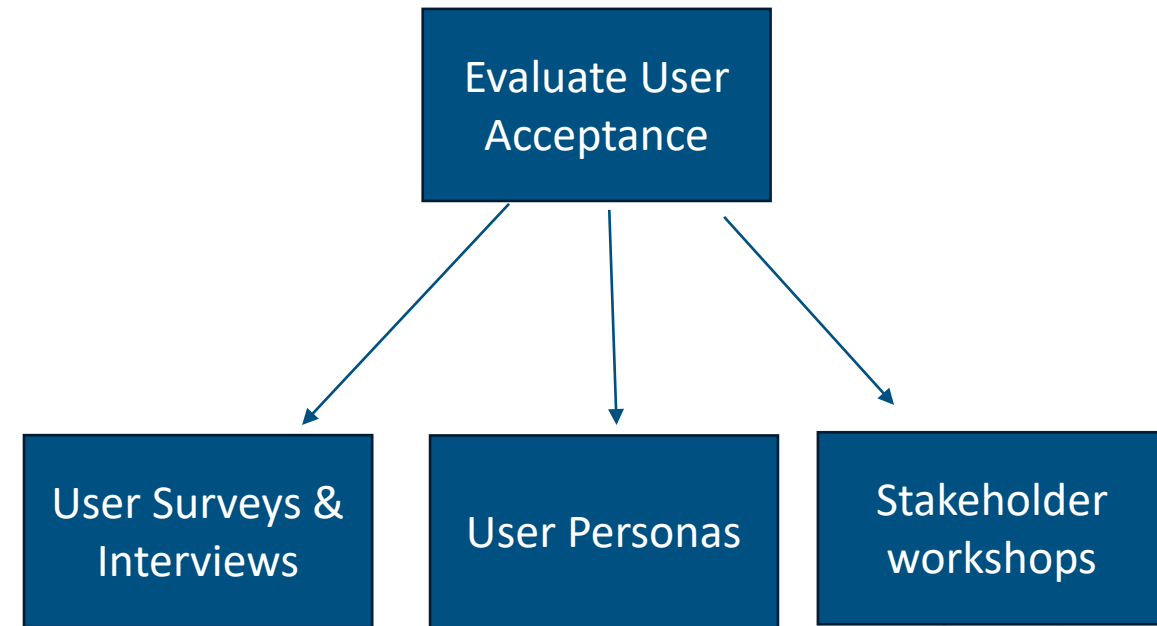 Evaluate User
Acceptance
User Surveys &
Interviews
User Personas
Stakeholder
workshops